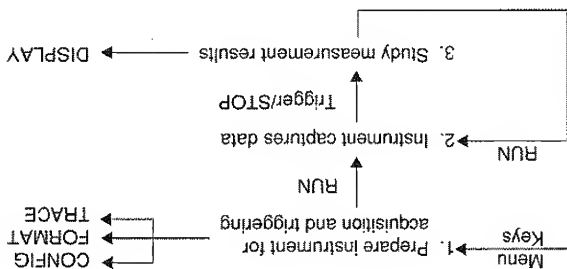 Menu
Keys
1. Prepare instrument for
acquisition and triggering
CONFIG
FORMAT
TRACE
RUN
RUN
2. Instrument captures data
Trigger/STOP
3. Study measurement results
DISPLAY